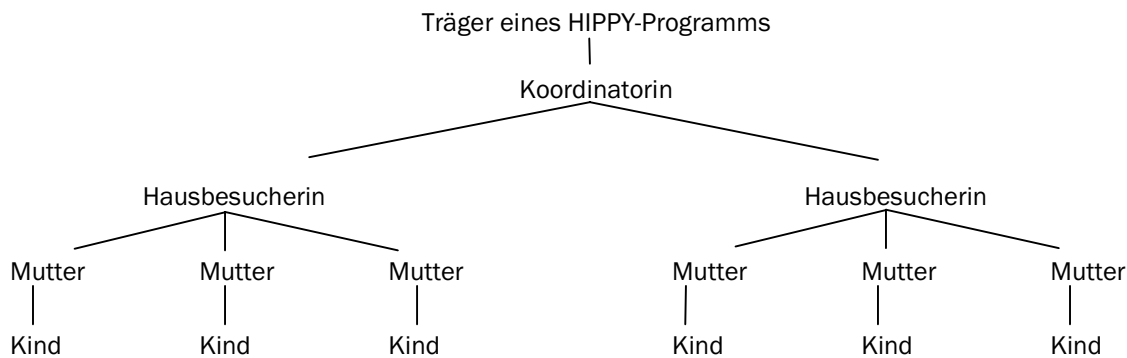 Träger eines HIPPY-Programms
Koordinatorin
Hausbesucherin Hausbesucherin
Mutter Mutter Mutter Mutter Mutter Mutter
Kind Kind Kind Kind Kind Kind